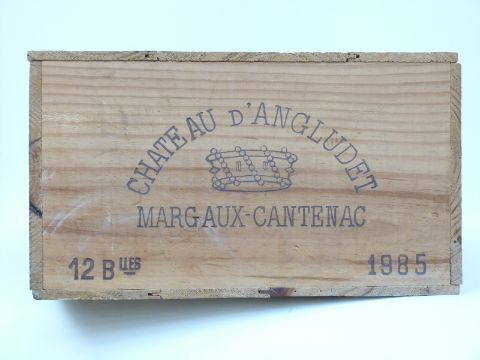 CHATEAU D'ANGLUDET
MARGAUX-CANTENAC
12 BLLES 1985